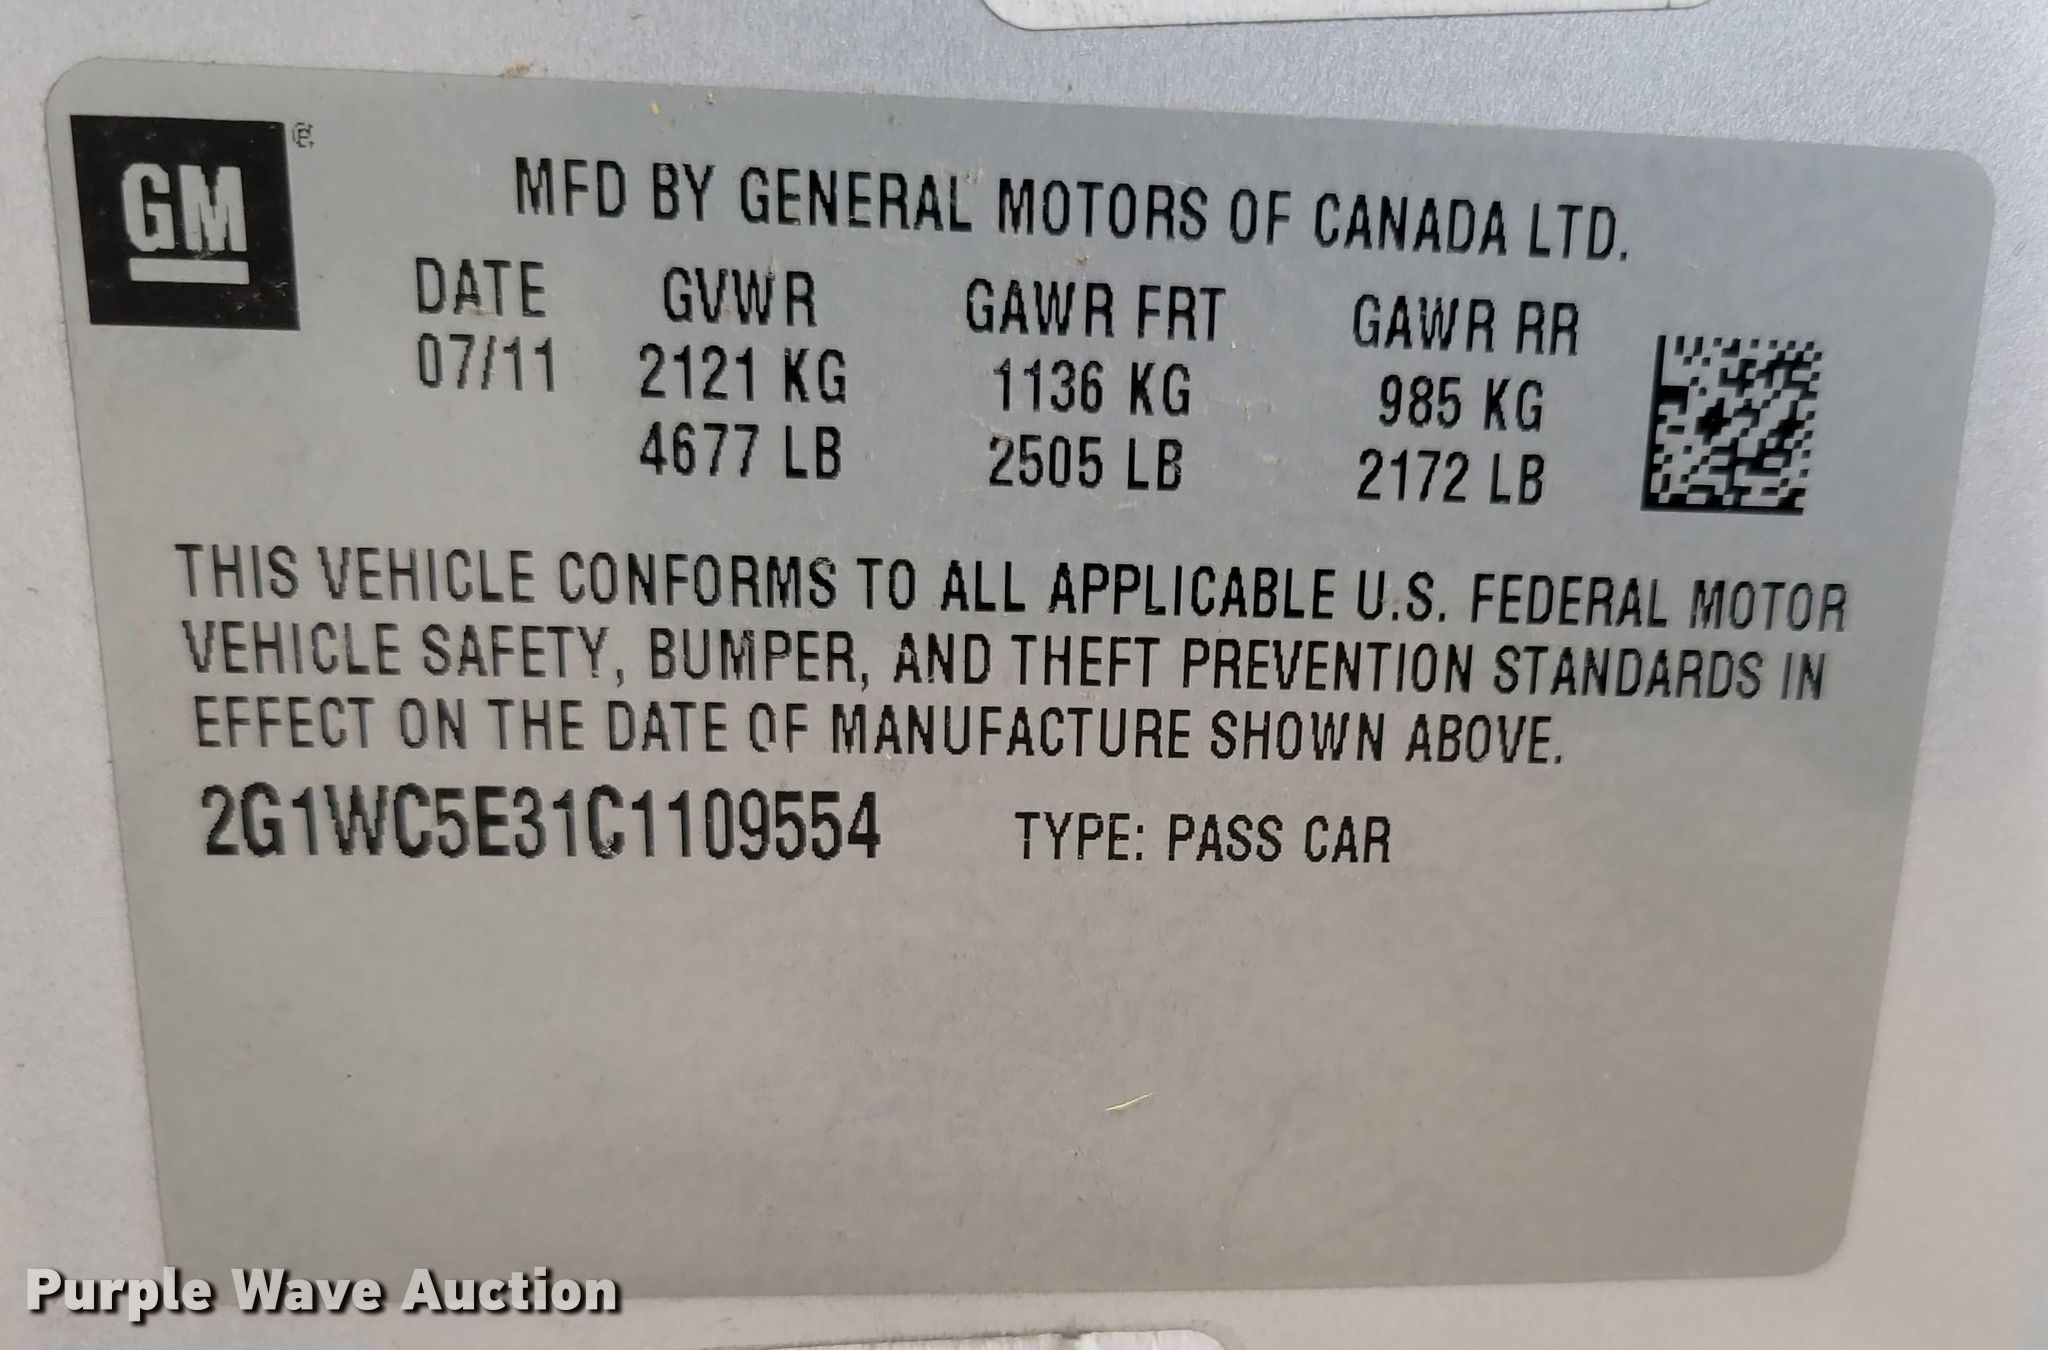 GM
MFD BY GENERAL MOTORS OF CANADA LTD.
DATE GVWR GAWR FRT GAWR RR
07/11 2121 KG 1136 KG 985 KG
4677 LB 2505 LB 2172 LB
THIS VEHICLE CONFORMS TO ALL APPLICABLE U.S. FEDERAL MOTOR
VEHICLE SAFETY, BUMPER, AND THEFT PREVENTION STANDARDS IN
EFFECT ON THE DATE OF MANUFACTURE SHOWN ABOVE.
2G1WC5E31C1109554 TYPE: PASS CAR
Purple Wave Auction